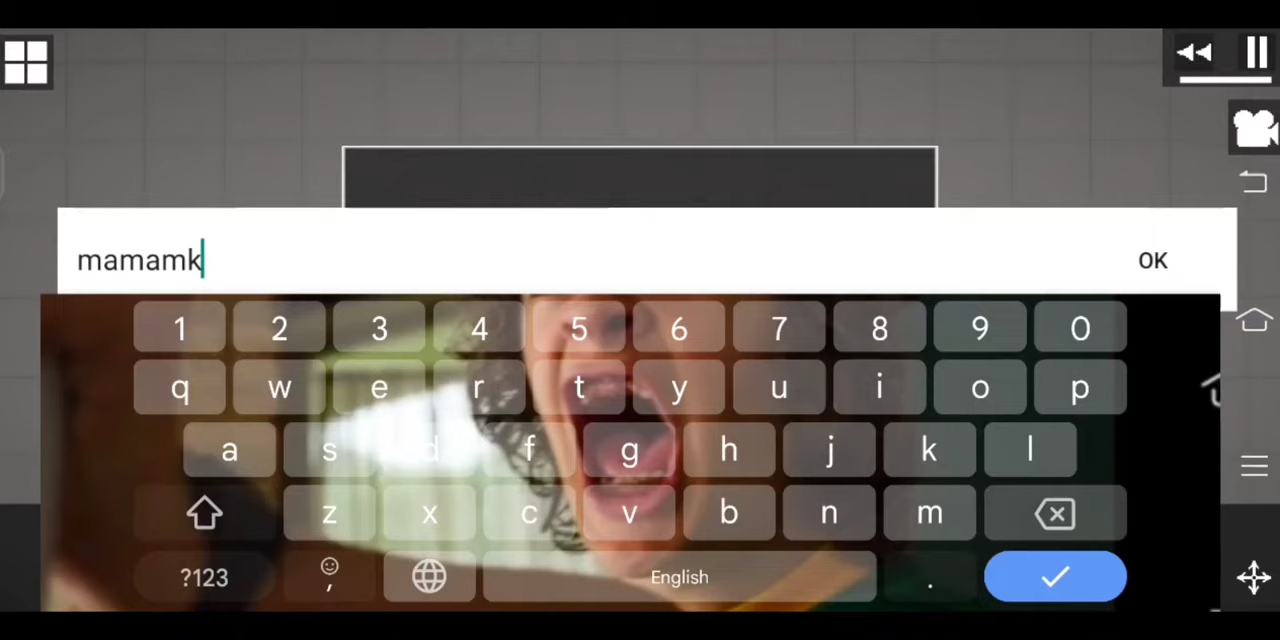 mamamk
OK
1 2 3 4 5 6 7 8 9 0
q w e r t y u i o p
a s d f g h j k l
z x c v b n m
?123 , English .